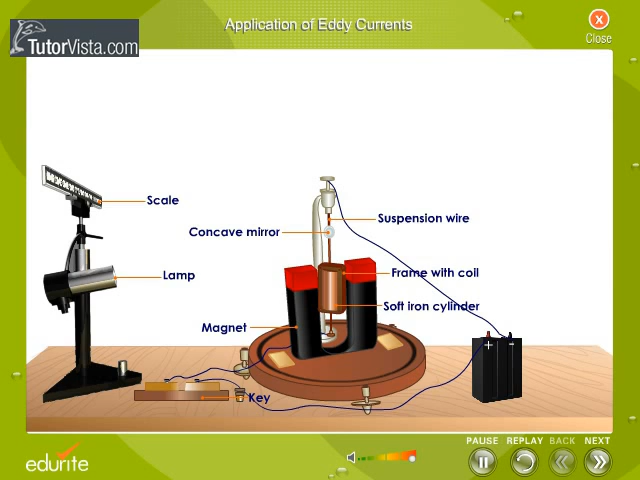 Application of Eddy Currents
X
Close
TutorVista.com
Scale
Suspension wire
Concave mirror
Lamp
Frame with coil
Soft iron cylinder
Magnet
+ −
Key
PAUSE REPLAY BACK NEXT
edurite